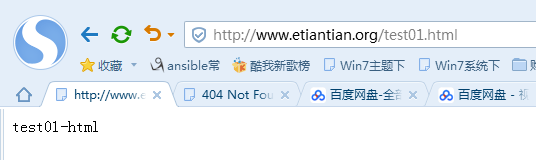 http://www.etiantian.org/test01.html
收藏 ansible常 酷我新歌榜 Win7主题下 Win7系统下
http://www.e 404 Not Fou 百度网盘-全部 百度网盘 - 视
test01-html